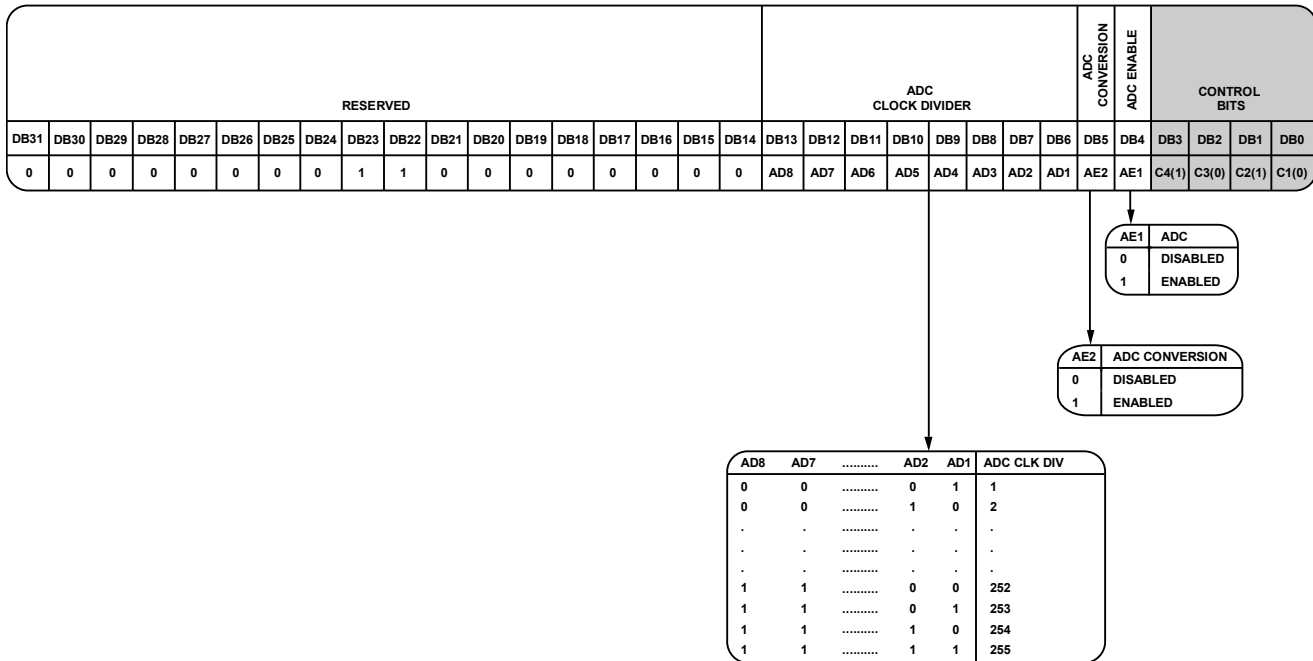 RESERVED
ADC
CLOCK DIVIDER
ADC
CONVERSION
ADC ENABLE
CONTROL
BITS
DB31 DB30 DB29 DB28 DB27 DB26 DB25 DB24 DB23 DB22 DB21 DB20 DB19 DB18 DB17 DB16 DB15 DB14 DB13 DB12 DB11 DB10 DB9 DB8 DB7 DB6 DB5 DB4 DB3 DB2 DB1 DB0
0 0 0 0 0 0 0 0 1 1 0 0 0 0 0 0 0 0 AD8 AD7 AD6 AD5 AD4 AD3 AD2 AD1 AE2 AE1 C4(1) C3(0) C2(1) C1(0)
AE1 ADC
0 DISABLED
1 ENABLED
AE2 ADC CONVERSION
0 DISABLED
1 ENABLED
AD8 AD7 .......... AD2 AD1 ADC CLK DIV
0 0 .......... 0 1 1
0 0 .......... 1 0 2
. . .......... . . .
. . .......... . . .
. . .......... . . .
1 1 .......... 0 0 252
1 1 .......... 0 1 253
1 1 .......... 1 0 254
1 1 .......... 1 1 255